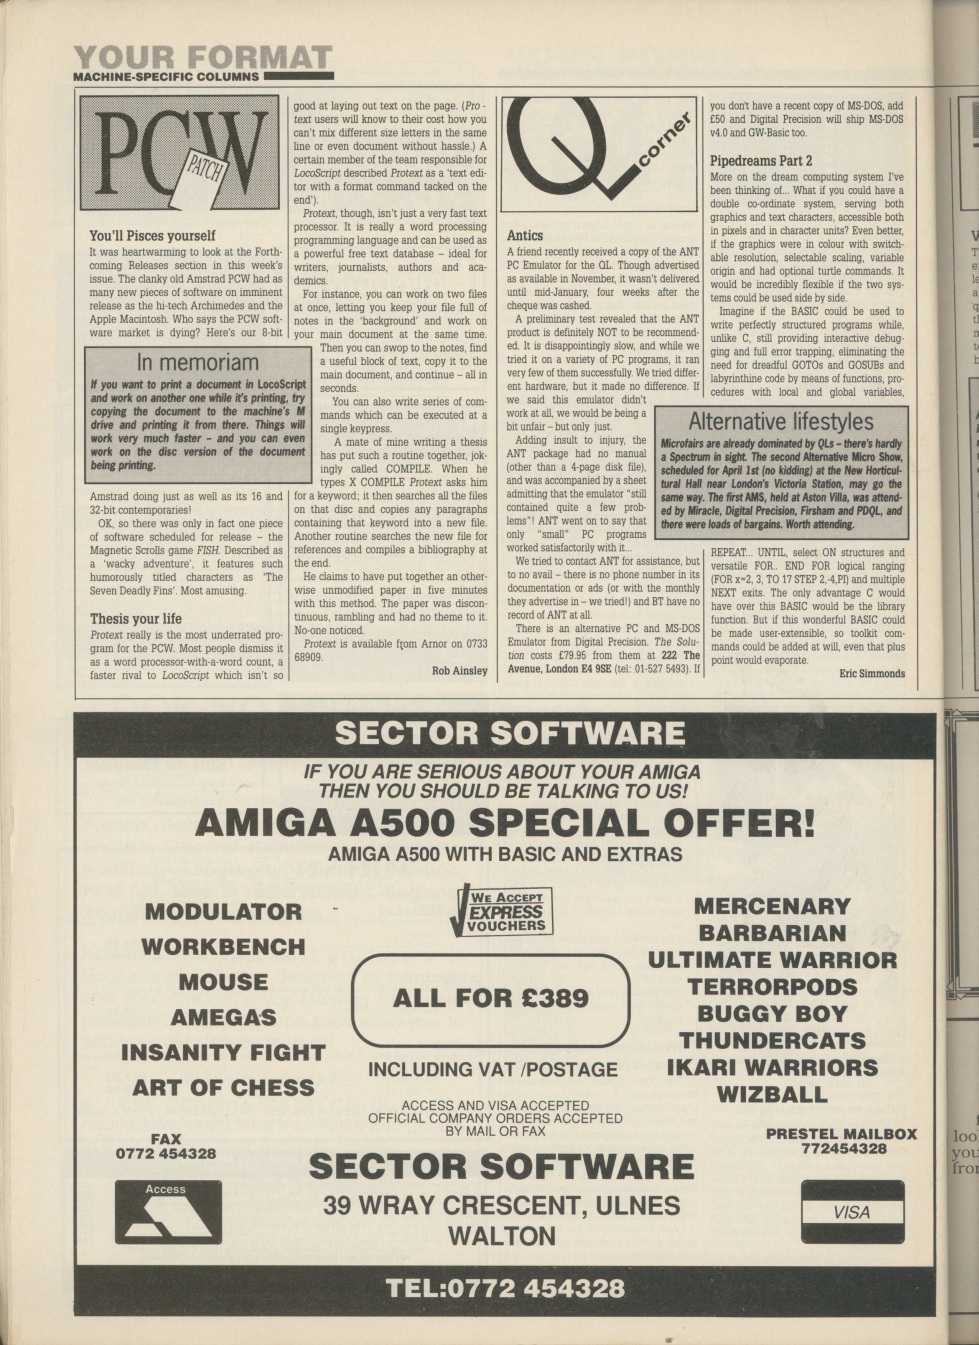 YOUR FORMAT
MACHINE-SPECIFIC COLUMNS
PCW
PATCH
You'll Pisces yourself
It was heartwarming to look at the Forth-
coming Releases section in this week's
issue. The clanky old Amstrad PCW had as
many new pieces of software on imminent
release as the hi-tech Archimedes and the
Apple Macintosh. Who says the PCW soft-
ware market is dying? Here's our 8-bit
In memoriam
If you want to print a document in LocoScript
and work on another one while it's printing, try
copying the document to the machine's M
drive and printing it from there. Things will
work very much faster – and you can even
work on the disc version of the document
being printing.
Amstrad doing just as well as its 16 and
32-bit contemporaries!
OK, so there was only in fact one piece
of software scheduled for release – the
Magnetic Scrolls game FISH. Described as
a 'wacky adventure', it features such
humorously titled characters as 'The
Seven Deadly Fins'. Most amusing.
Thesis your life
Protext really is the most underrated pro-
gram for the PCW. Most people dismiss it
as a word processor-with-a-word count, a
faster rival to LocoScript which isn't so
good at laying out text on the page. (Pro -
text users will know to their cost how you
can't mix different size letters in the same
line or even document without hassle.) A
certain member of the team responsible for
LocoScript described Protext as a 'text edi-
tor with a format command tacked on the
end').
Protext, though, isn't just a very fast text
processor. It is really a word processing
programming language and can be used as
a powerful free text database – ideal for
writers, journalists, authors and aca-
demics.
For instance, you can work on two files
at once, letting you keep your file full of
notes in the 'background' and work on
your main document at the same time.
Then you can swop to the notes, find
a useful block of text, copy it to the
main document, and continue – all in
seconds.
You can also write series of com-
mands which can be executed at a
single keypress.
A mate of mine writing a thesis
has put such a routine together, jok-
ingly called COMPILE. When he
types X COMPILE Protext asks him
for a keyword; it then searches all the files
on that disc and copies any paragraphs
containing that keyword into a new file.
Another routine searches the new file for
references and compiles a bibliography at
the end.
He claims to have put together an other-
wise unmodified paper in five minutes
with this method. The paper was discon-
tinuous, rambling and had no theme to it.
No-one noticed.
Protext is available from Arnor on 0733
68909.
Rob Ainsley
QL corner
Antics
A friend recently received a copy of the ANT
PC Emulator for the QL. Though advertised
as available in November, it wasn't delivered
until mid-January, four weeks after the
cheque was cashed.
A preliminary test revealed that the ANT
product is definitely NOT to be recommend-
ed. It is disappointingly slow, and while we
tried it on a variety of PC programs, it ran
very few of them successfully. We tried differ-
ent hardware, but it made no difference. If
we said this emulator didn't
work at all, we would be being a
bit unfair – but only just.
Adding insult to injury, the
ANT package had no manual
(other than a 4-page disk file),
and was accompanied by a sheet
admitting that the emulator "still
contained quite a few prob-
lems"! ANT went on to say that
only "small" PC programs
worked satisfactorily with it...
We tried to contact ANT for assistance, but
to no avail – there is no phone number in its
documentation or ads (or with the monthly
they advertise in – we tried!) and BT have no
record of ANT at all.
There is an alternative PC and MS-DOS
Emulator from Digital Precision. The Solu-
tion costs £79.95 from them at 222 The
Avenue, London E4 9SE (tel: 01-527 5493). If
you don't have a recent copy of MS-DOS, add
£50 and Digital Precision will ship MS-DOS
v4.0 and GW-Basic too.
Pipedreams Part 2
More on the dream computing system I've
been thinking of... What if you could have a
double co-ordinate system, serving both
graphics and text characters, accessible both
in pixels and in character units? Even better,
if the graphics were in colour with switch-
able resolution, selectable scaling, variable
origin and had optional turtle commands. It
would be incredibly flexible if the two sys-
tems could be used side by side.
Imagine if the BASIC could be used to
write perfectly structured programs while,
unlike C, still providing interactive debug-
ging and full error trapping, eliminating the
need for dreadful GOTOs and GOSUBs and
labyrinthine code by means of functions, pro-
cedures with local and global variables,
Alternative lifestyles
Microfairs are already dominated by QLs – there's hardly
a Spectrum in sight. The second Alternative Micro Show,
scheduled for April 1st (no kidding) at the New Horticul-
tural Hall near London's Victoria Station, may go the
same way. The first AMS, held at Aston Villa, was attend-
ed by Miracle, Digital Precision, Firsham and PDQL, and
there were loads of bargains. Worth attending.
REPEAT... UNTIL, select ON structures and
versatile FOR.. END FOR logical ranging
(FOR x=2, 3, TO 17 STEP 2,-4,PI) and multiple
NEXT exits. The only advantage C would
have over this BASIC would be the library
function. But if this wonderful BASIC could
be made user-extensible, so toolkit com-
mands could be added at will, even that plus
point would evaporate.
Eric Simmonds
SECTOR SOFTWARE
IF YOU ARE SERIOUS ABOUT YOUR AMIGA
THEN YOU SHOULD BE TALKING TO US!
AMIGA A500 SPECIAL OFFER!
AMIGA A500 WITH BASIC AND EXTRAS
MODULATOR
WORKBENCH
MOUSE
AMEGAS
INSANITY FIGHT
ART OF CHESS
WE ACCEPT
EXPRESS
VOUCHERS
ALL FOR £389
INCLUDING VAT /POSTAGE
ACCESS AND VISA ACCEPTED
OFFICIAL COMPANY ORDERS ACCEPTED
BY MAIL OR FAX
MERCENARY
BARBARIAN
ULTIMATE WARRIOR
TERRORPODS
BUGGY BOY
THUNDERCATS
IKARI WARRIORS
WIZBALL
FAX
0772 454328
PRESTEL MAILBOX
772454328
SECTOR SOFTWARE
39 WRAY CRESCENT, ULNES
WALTON
Access
VISA
TEL:0772 454328
loo
you
from